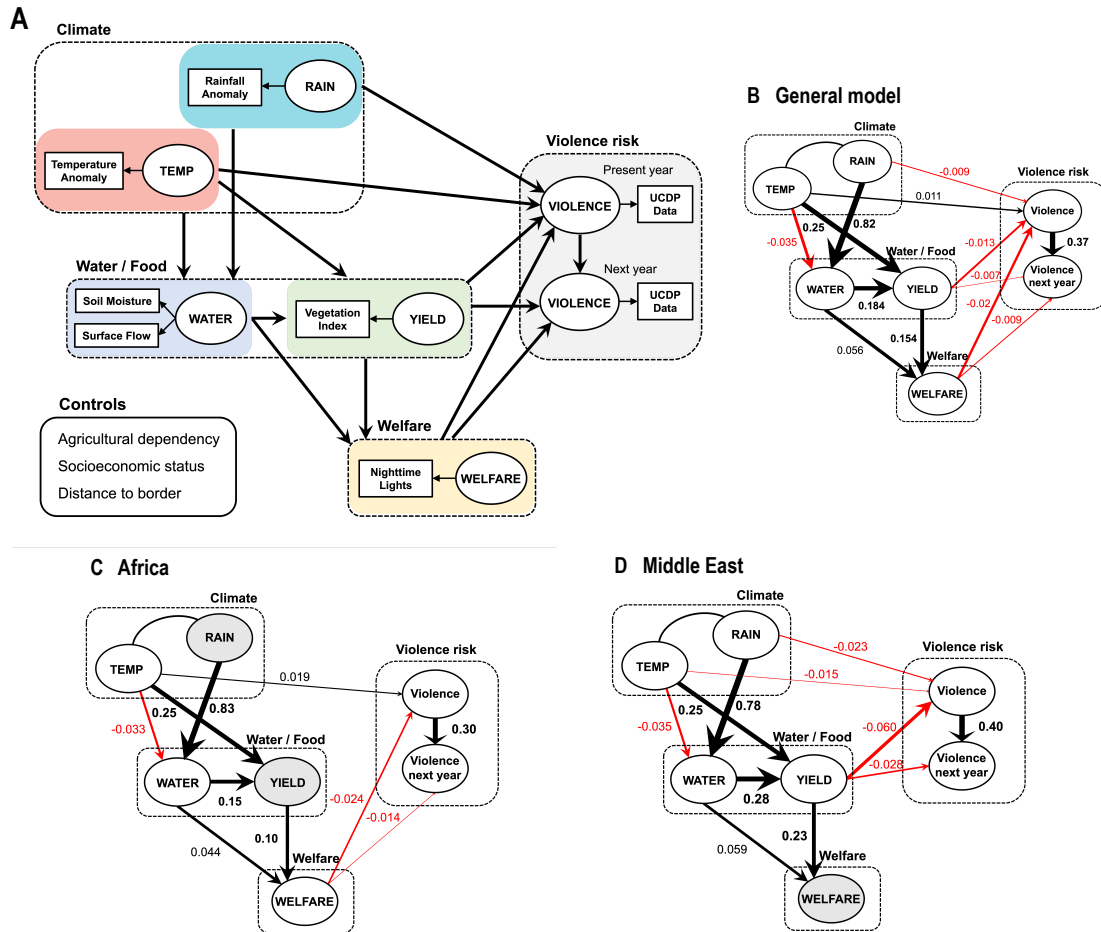 A
Climate
Rainfall
Anomaly
RAIN
Temperature
Anomaly
TEMP
Water / Food
Soil Moisture
Surface Flow
WATER
Vegetation
Index
YIELD
Violence risk
Present year
VIOLENCE
UCDP
Data
Next year
VIOLENCE
UCDP
Data
Welfare
Nighttime
Lights
WELFARE
Controls
Agricultural dependency
Socioeconomic status
Distance to border
B General model
Climate
RAIN
TEMP
-0.009
0.011
Violence risk
Violence
0.37
Violence
next year
-0.035
0.25
0.82
Water / Food
WATER
0.184
YIELD
-0.013
-0.007
-0.02
-0.009
0.056
0.154
Welfare
WELFARE
C Africa
Climate
RAIN
TEMP
0.019
Violence risk
Violence
0.30
Violence
next year
-0.033
0.25
0.83
Water / Food
WATER
0.15
YIELD
-0.024
-0.014
0.044
0.10
Welfare
WELFARE
D Middle East
Climate
RAIN
TEMP
-0.023
-0.015
Violence risk
Violence
0.40
Violence
next year
-0.035
0.25
0.78
Water / Food
WATER
0.28
YIELD
-0.060
-0.028
0.059
0.23
Welfare
WELFARE